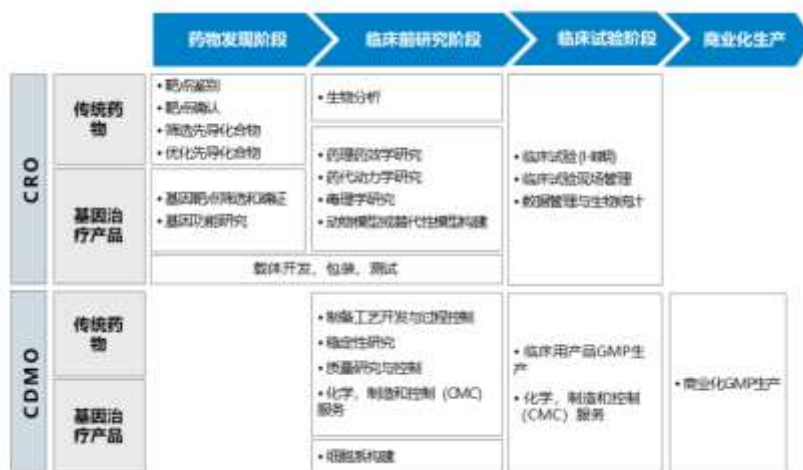 药物发现阶段
临床前研究阶段
临床试验阶段
商业化生产
CRO
传统药
物
• 靶点鉴别
• 靶点确认
• 筛选先导化合物
• 优化先导化合物
• 生物分析
• 药理药效学研究
• 药代动力学研究
• 毒理学研究
• 动物模型或替代性模型构建
• 临床试验(I-III期)
• 临床试验现场管理
• 数据管理与生物统计
基因治
疗产品
• 基因靶点筛选和确证
• 基因功能研究
载体开发、包装、测试
CDMO
传统药
物
基因治
疗产品
• 制备工艺开发与过程控制
• 稳定性研究
• 质量研究与控制
• 化学、制造和控制 (CMC)
服务
• 细胞系构建
• 临床用产品GMP生
产
• 化学、制造和控制
(CMC) 服务
• 商业化GMP生产